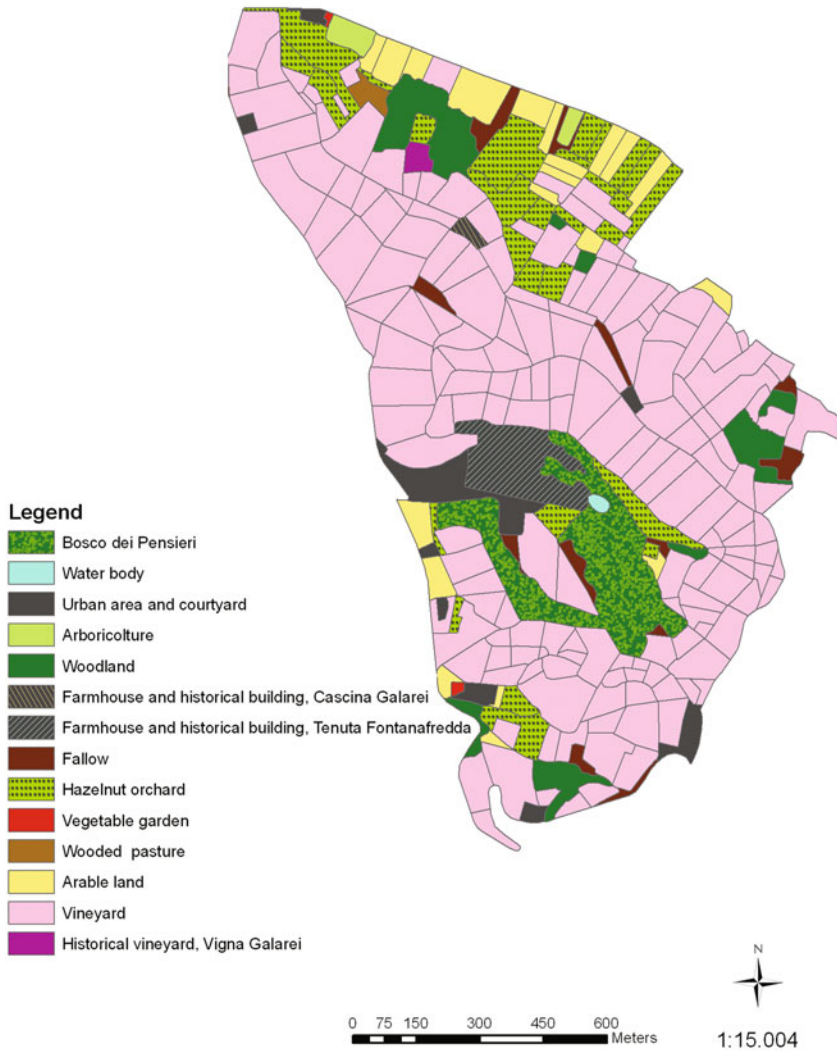 Legend
Bosco dei Pensieri
Water body
Urban area and courtyard
Arboricolture
Woodland
Farmhouse and historical building, Cascina Galarei
Farmhouse and historical building, Tenuta Fontanafredda
Fallow
Hazelnut orchard
Vegetable garden
Wooded pasture
Arable land
Vineyard
Historical vineyard, Vigna Galarei
N
0 75 150 300 450 600
Meters
1:15.004